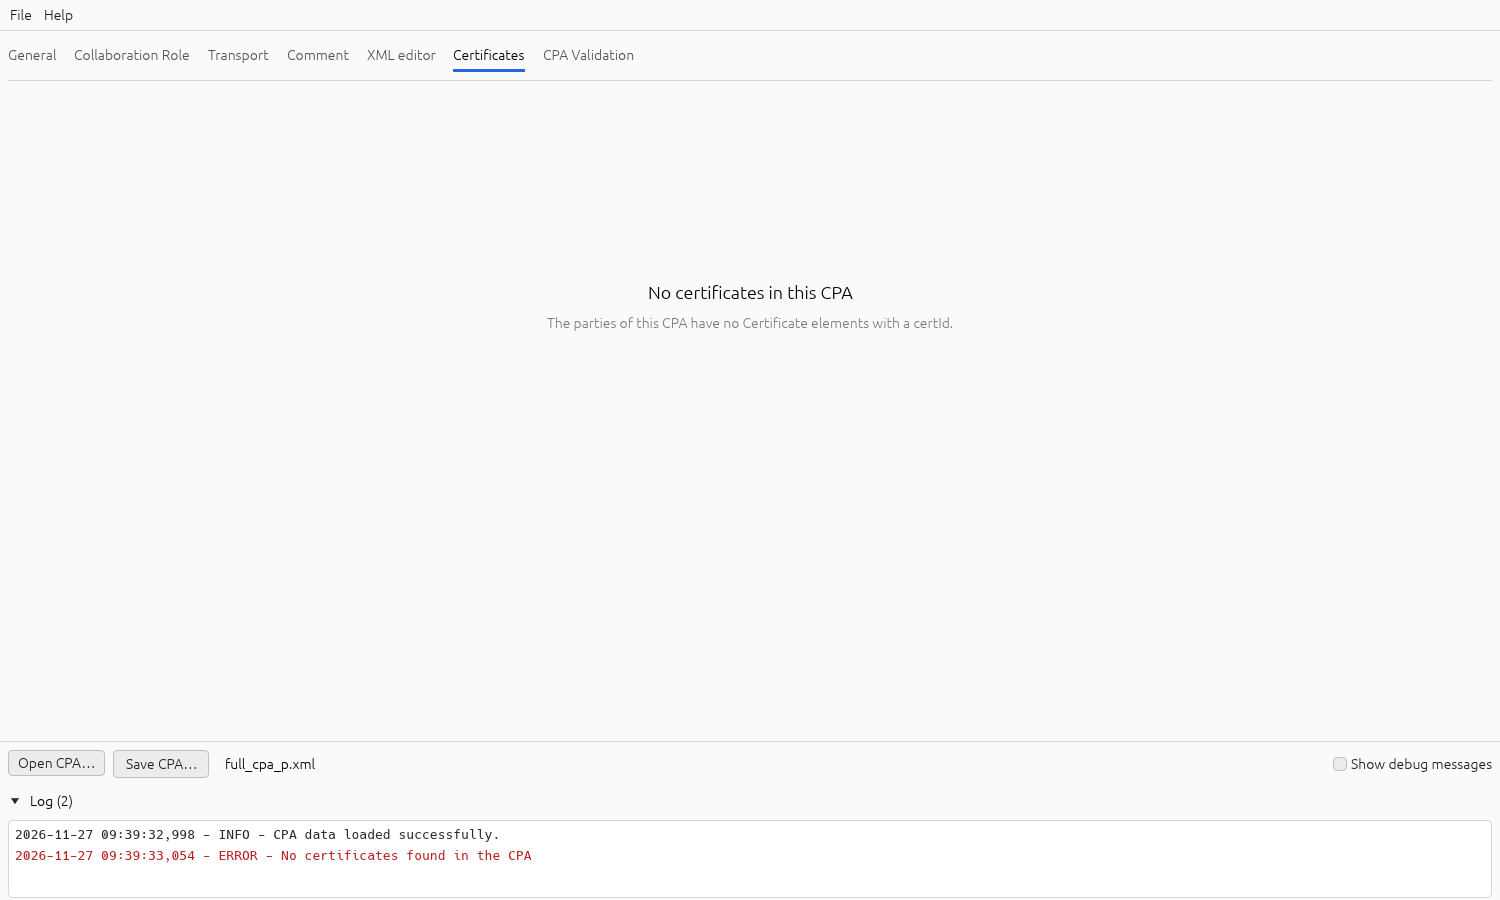 File Help
General Collaboration Role Transport Comment XML editor Certificates CPA Validation
No certificates in this CPA
The parties of this CPA have no Certificate elements with a certId.
Open CPA... Save CPA... full_cpa_p.xml Show debug messages
Log (2)
2026-11-27 09:39:32,998 - INFO - CPA data loaded successfully.
2026-11-27 09:39:33,054 - ERROR - No certificates found in the CPA